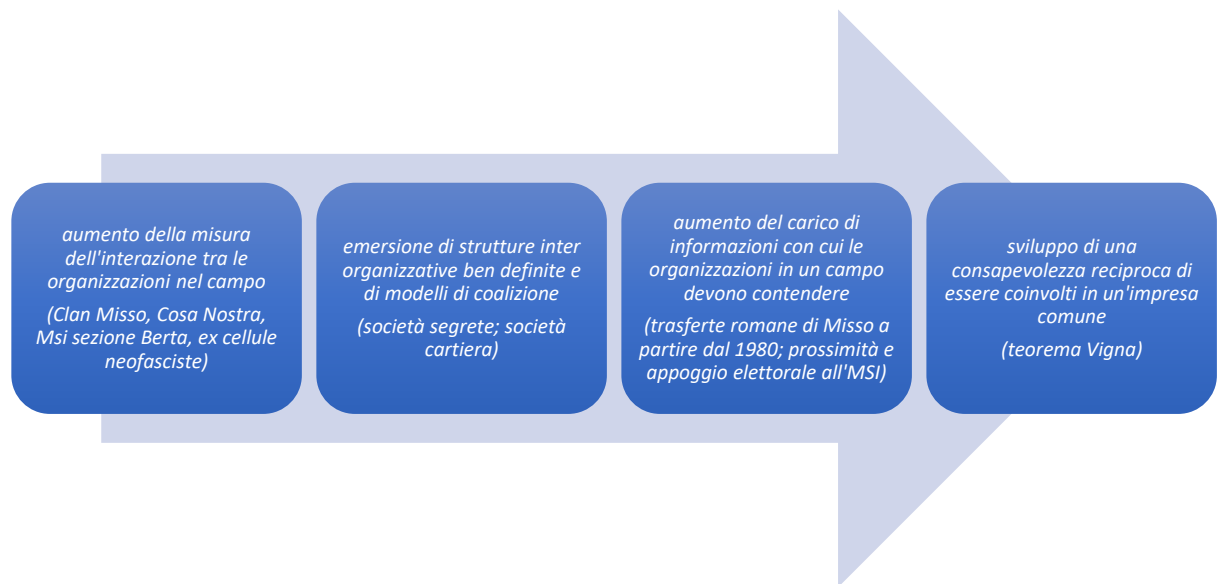 aumento della misura
dell'interazione tra le
organizzazioni nel campo
(Clan Misso, Cosa Nostra,
Msi sezione Berta, ex cellule
neofasciste)
emersione di strutture inter
organizzative ben definite e
di modelli di coalizione
(società segrete; società
cartiera)
aumento del carico di
informazioni con cui le
organizzazioni in un campo
devono contendere
(trasferte romane di Misso a
partire dal 1980; prossimità e
appoggio elettorale all'MSI)
sviluppo di una
consapevolezza reciproca di
essere coinvolti in un'impresa
comune
(teorema Vigna)